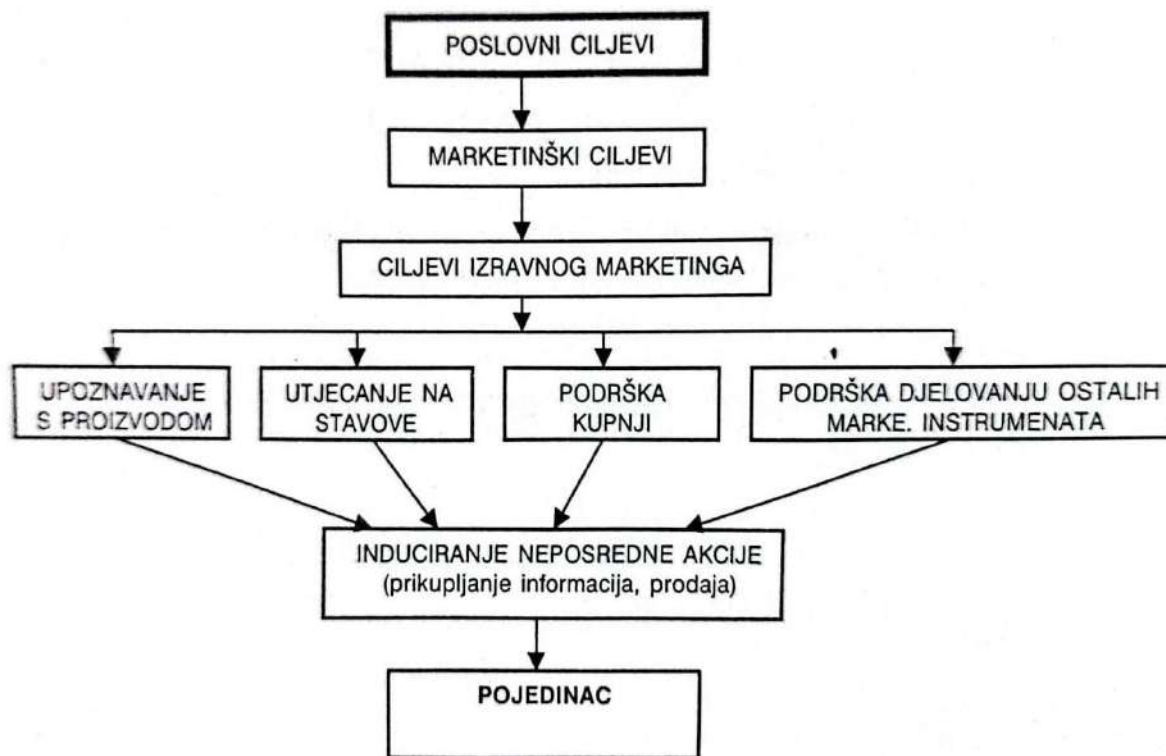 POSLOVNI CILJEVI
MARKETINŠKI CILJEVI
CILJEVI IZRAVNOG MARKETINGA
UPOZNAVANJE
S PROIZVODOM
UTJECANJE NA
STAVOVE
PODRŠKA
KUPNJI
PODRŠKA DJELOVANJU OSTALIH
MARKE. INSTRUMENATA
INDUCIRANJE NEPOSREDNE AKCIJE
(prikupljanje informacija, prodaja)
POJEDINAC